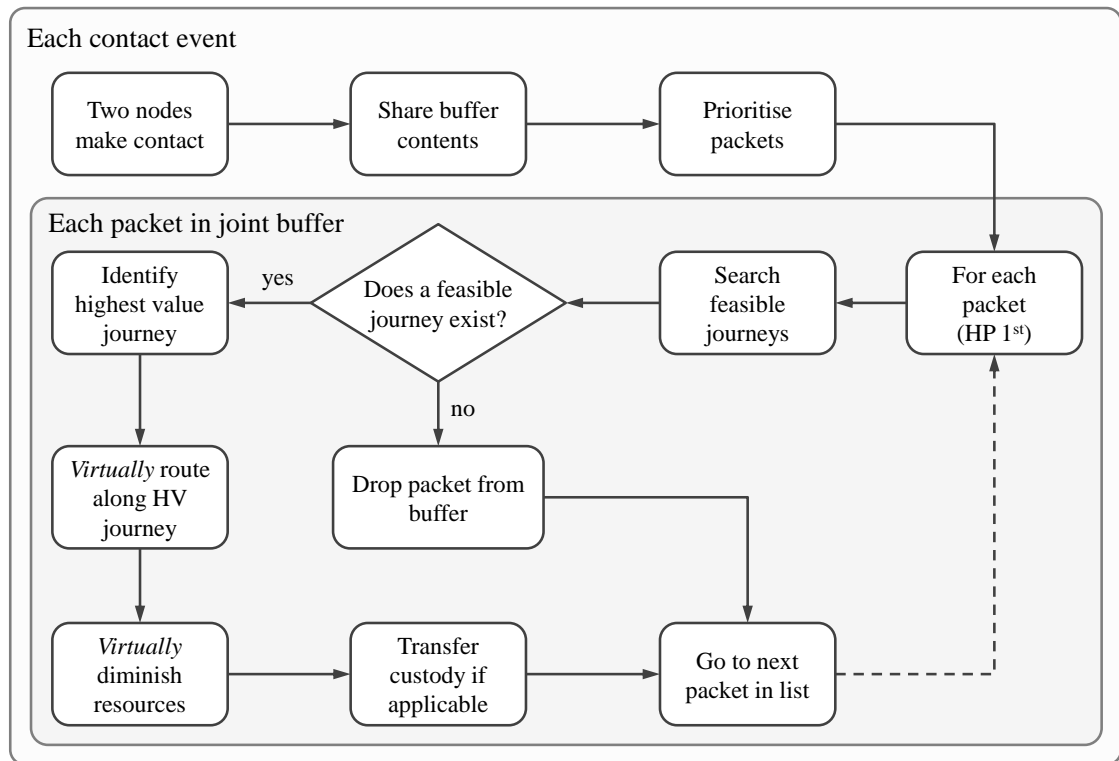 Each contact event
Two nodes
make contact
Share buffer
contents
Prioritise
packets
Each packet in joint buffer
Identify
highest value
journey
yes
Does a feasible
journey exist?
Search
feasible
journeys
For each
packet
(HP 1st)
no
Virtually route
along HV
journey
Drop packet from
buffer
Virtually
diminish
resources
Transfer
custody if
applicable
Go to next
packet in list